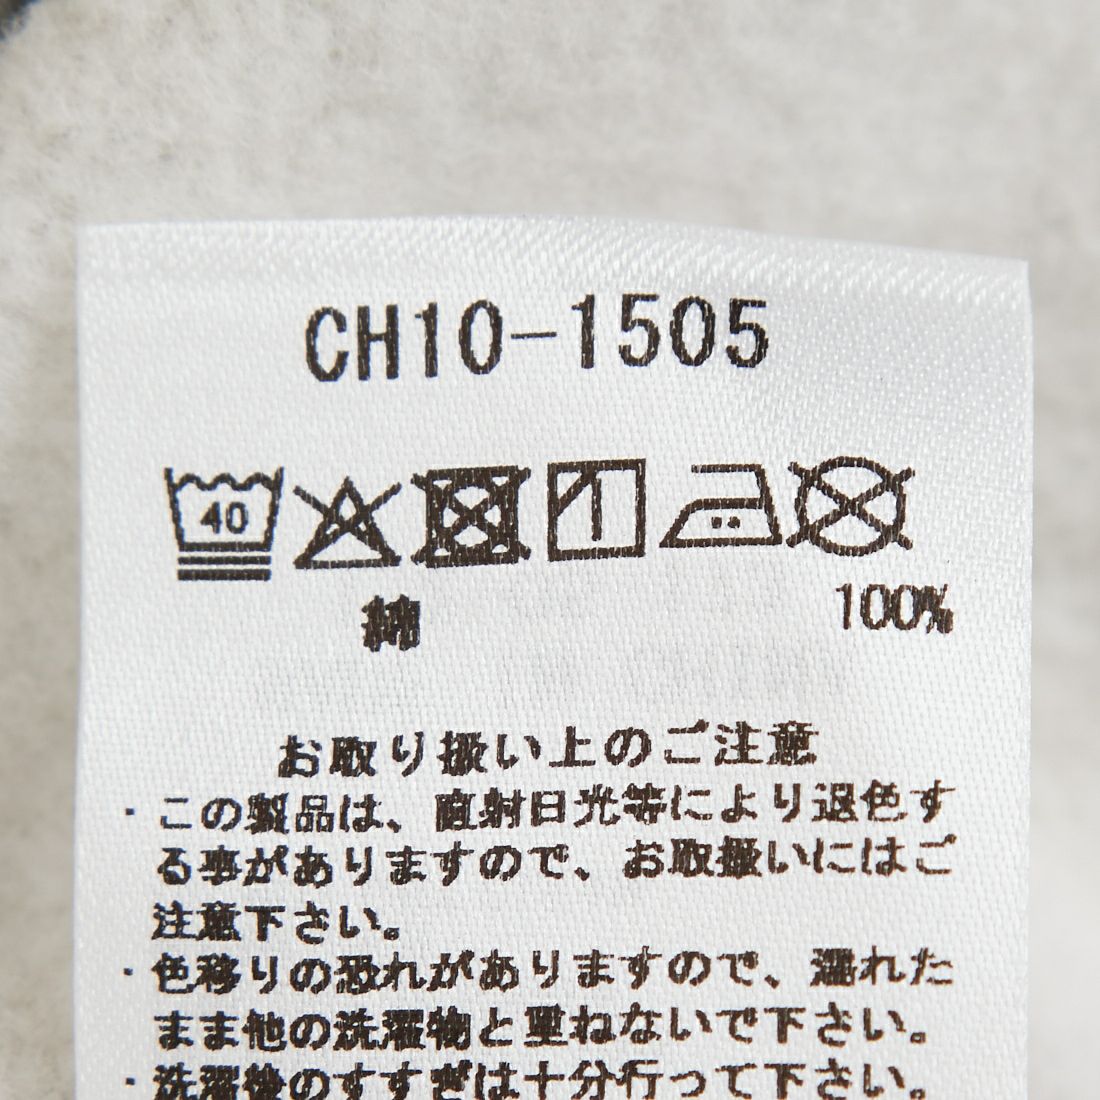 CH10-1505
40
綿 100%
お取り扱い上のご注意
・この製品は、直射日光等により退色す
る事がありますので、お取扱いにはご
注意下さい。
・色移りの恐れがありますので、濡れた
まま他の洗濯物と重ねないで下さい。
・洗濯後のすすぎは十分行って下さい。